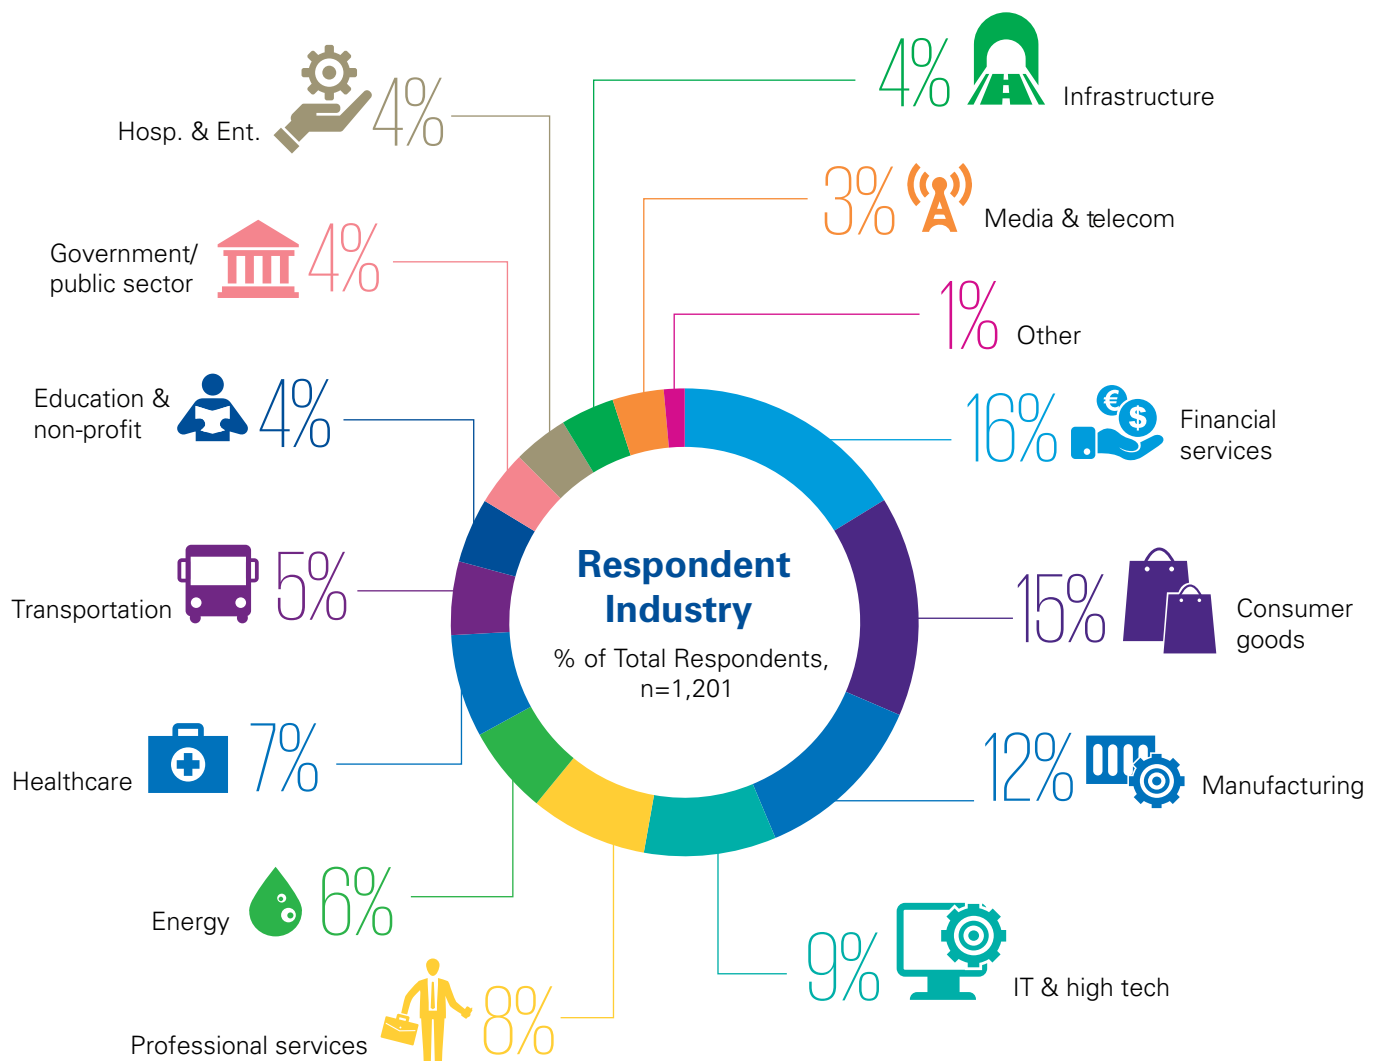 4%
Infrastructure
Hosp. & Ent.
4%
3%
Media & telecom
Government/
public sector
4%
1%
Other
Education &
non-profit
4%
16%
€
$
Financial
services
Respondent
Industry
% of Total Respondents,
n=1,201
Transportation
5%
15%
Consumer
goods
Healthcare
7%
12%
Manufacturing
Energy
6%
9%
IT & high tech
Professional services
8%